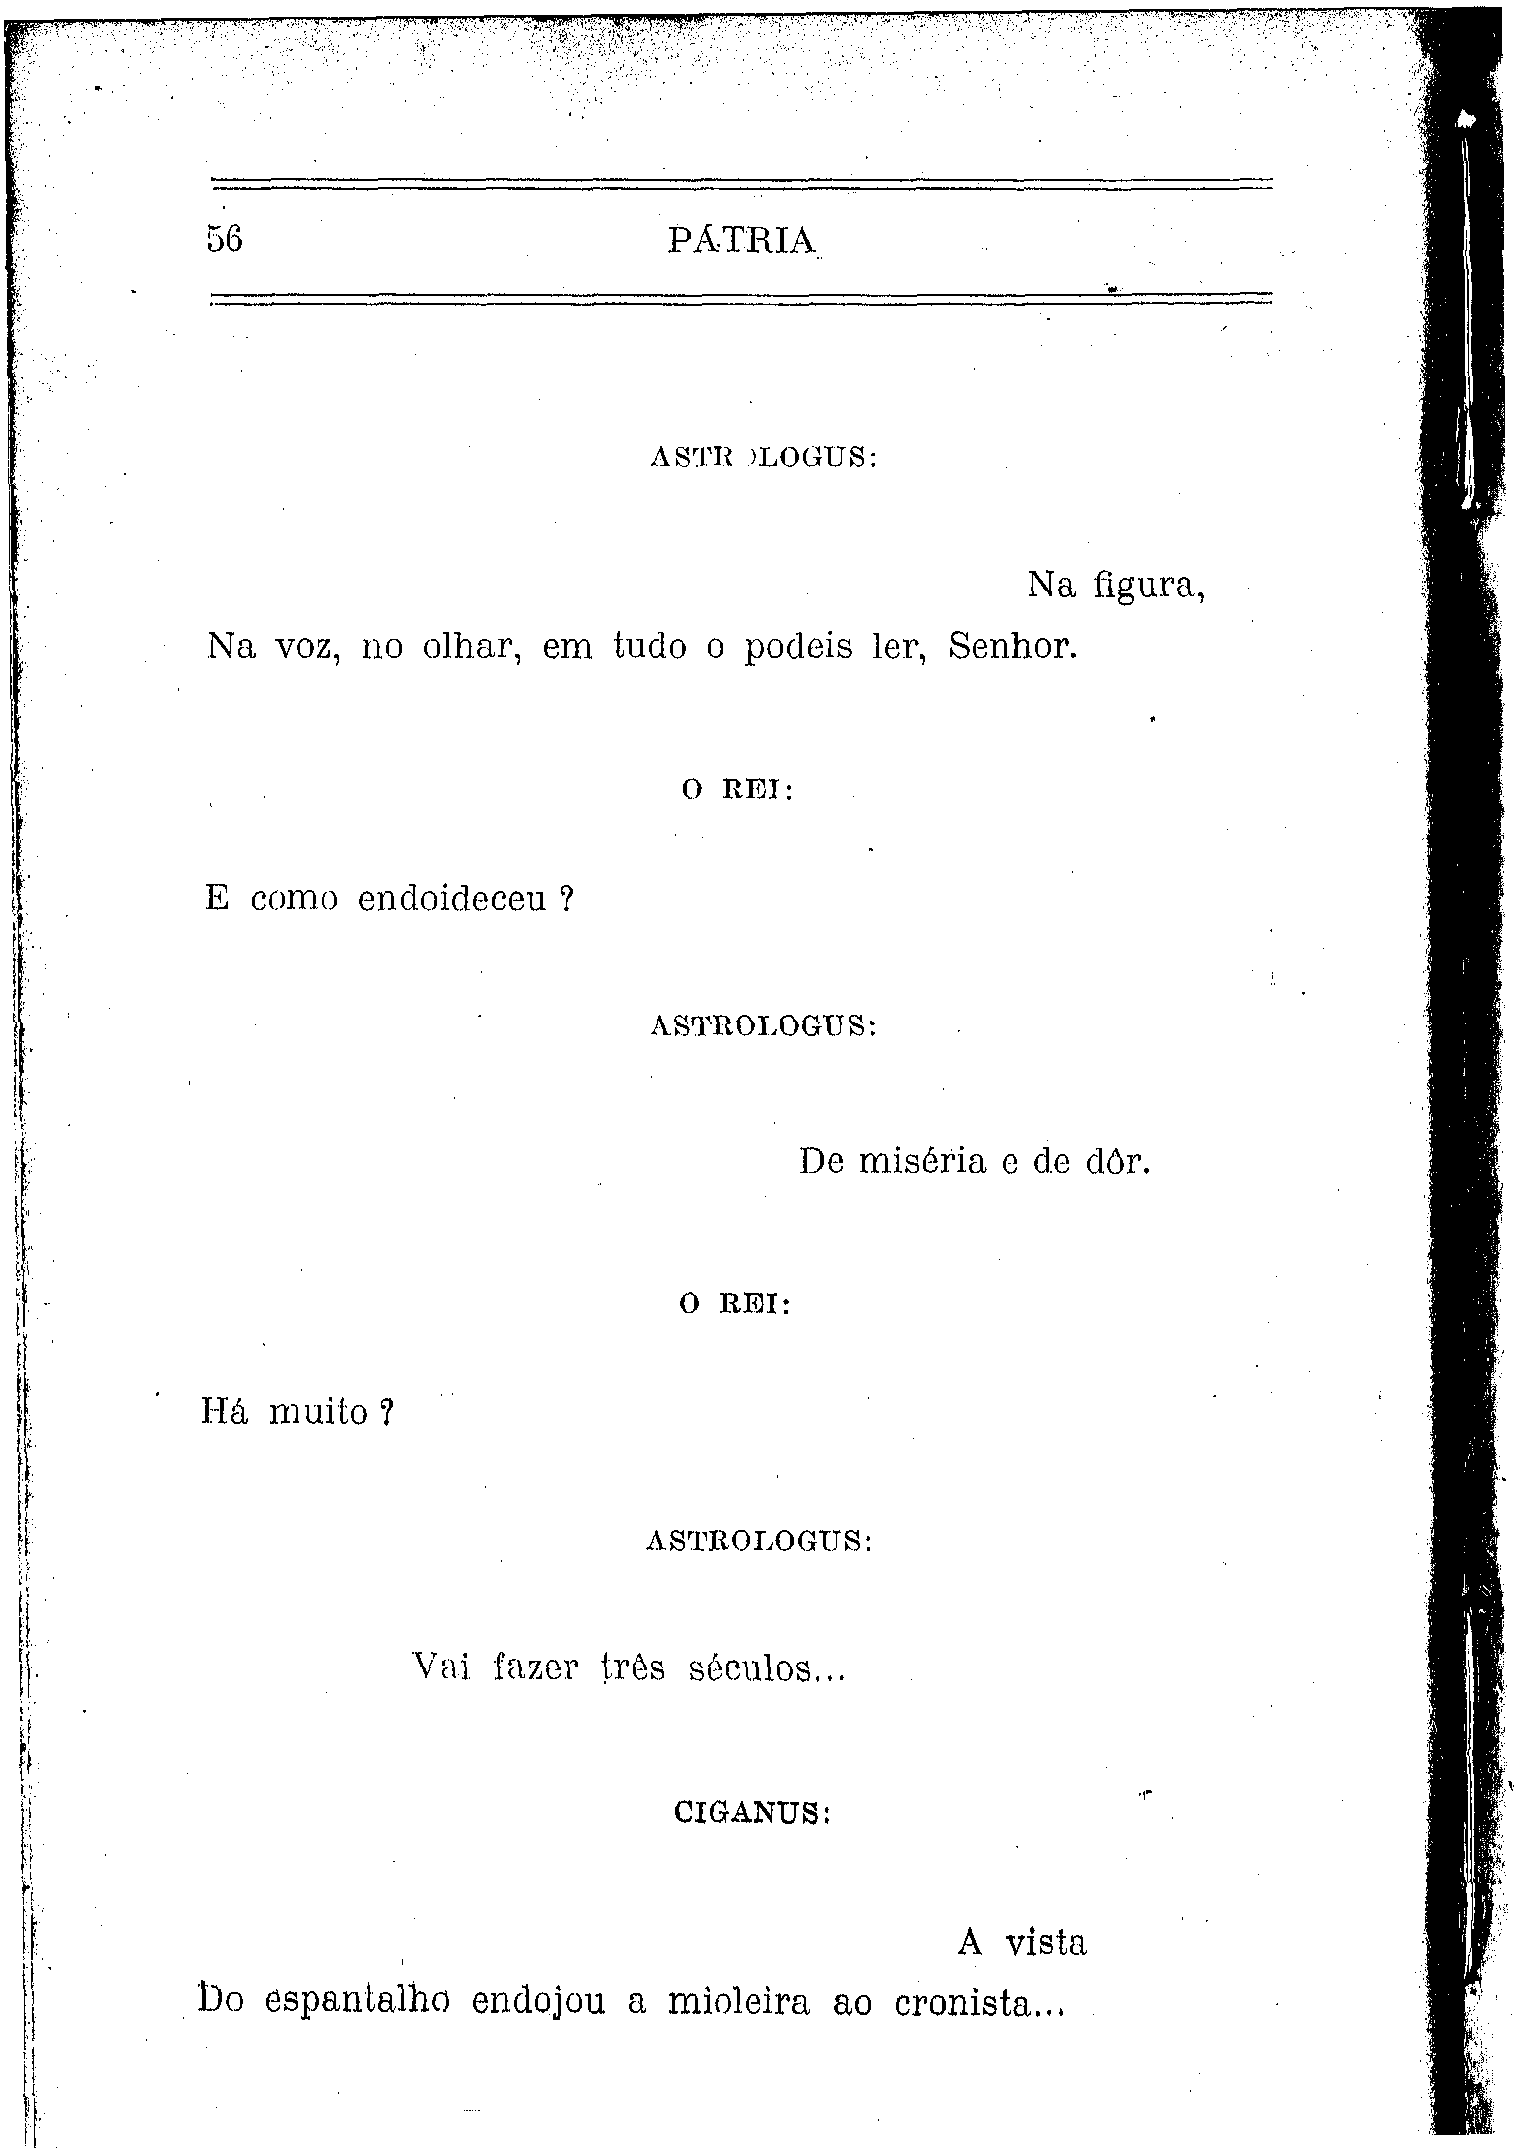 56 PÁTRIA
ASTROLOGUS:
Na figura,
Na voz, no olhar, em tudo o podeis ler, Senhor.
O REI:
E como endoideceu?
ASTROLOGUS:
De miséria e de dôr.
O REI:
Há muito?
ASTROLOGUS:
Vai fazer três séculos...
CIGANUS:
A vista
Do espantalho endojou a mioleira ao cronista...